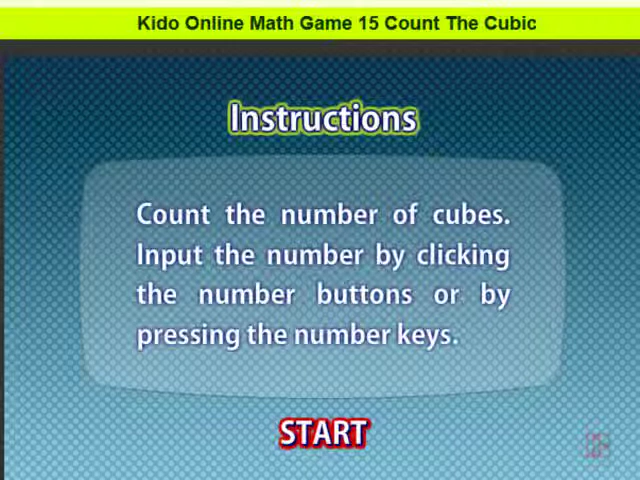 Kido Online Math Game 15 Count The Cubic
Instructions
Count the number of cubes.
Input the number by clicking
the number buttons or by
pressing the number keys.
START